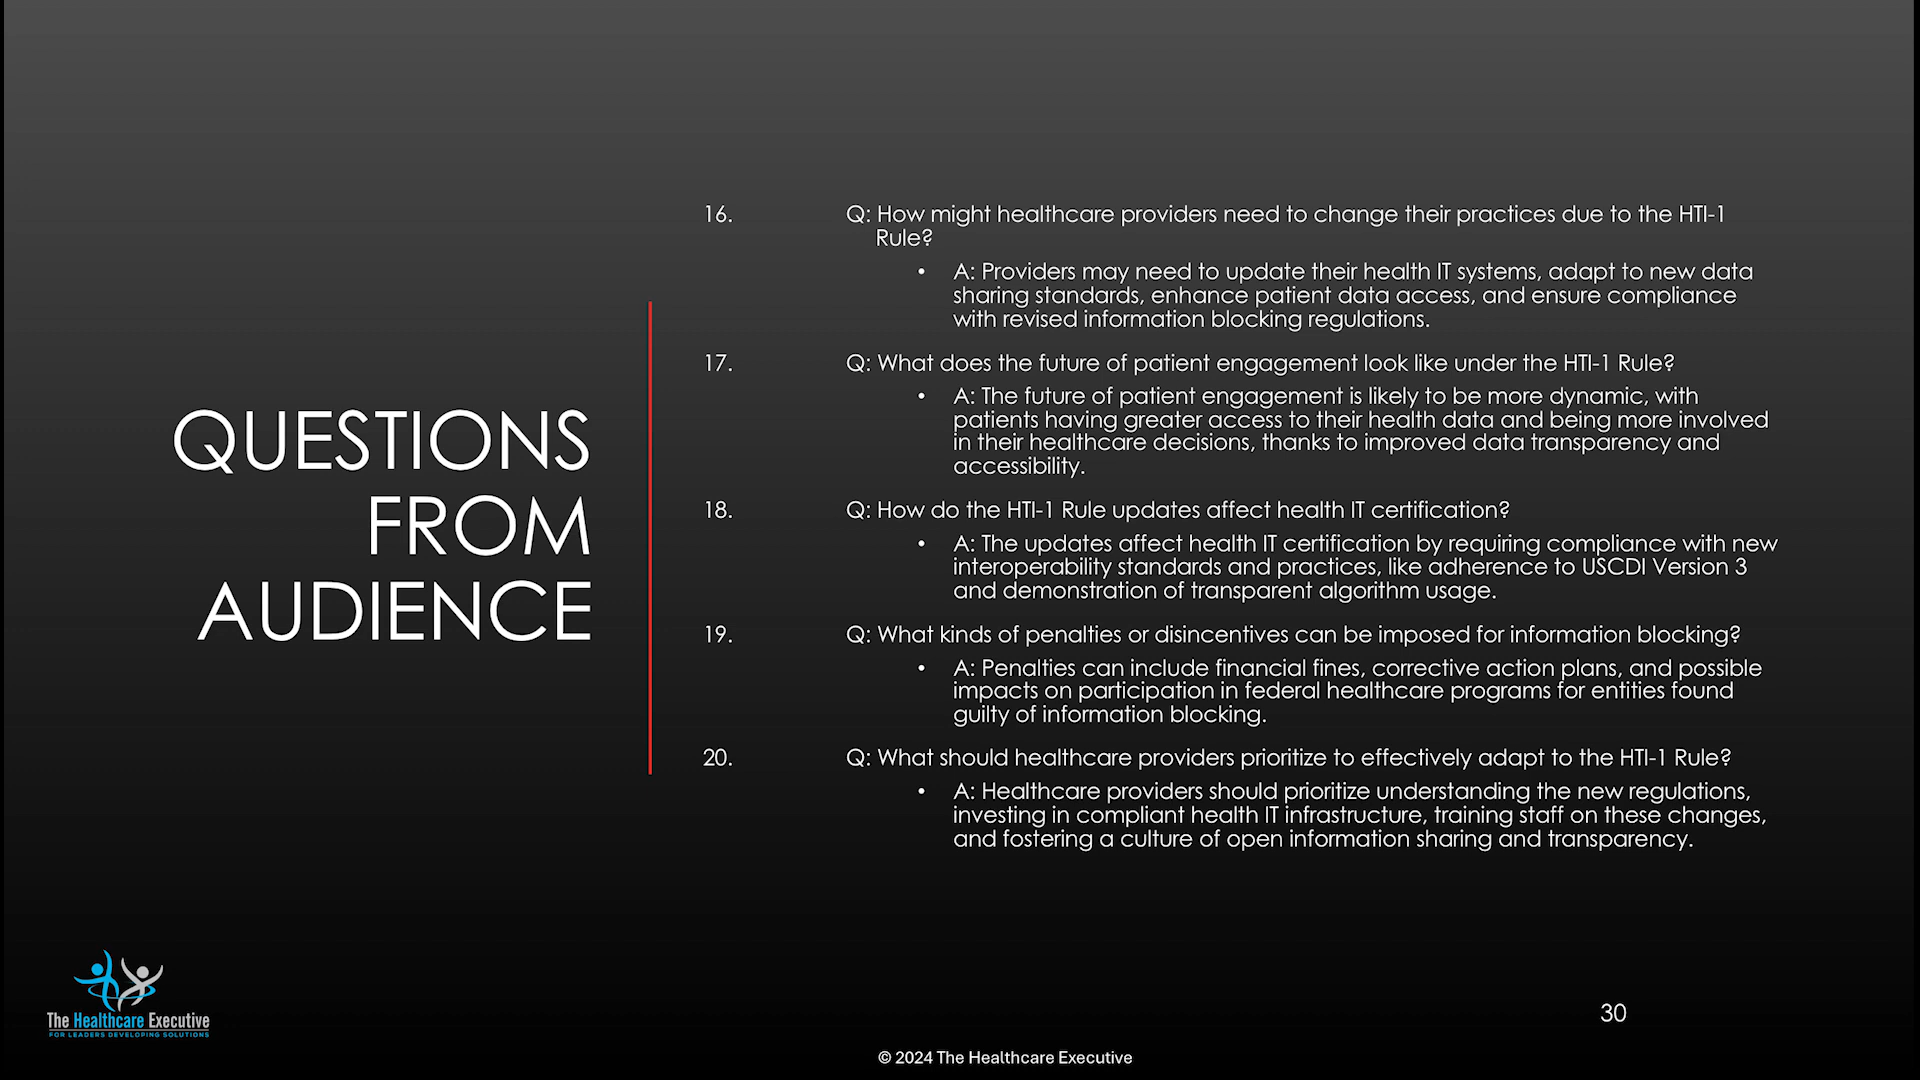 QUESTIONS
FROM
AUDIENCE
16. Q: How might healthcare providers need to change their practices due to the HTI-1
Rule?
• A: Providers may need to update their health IT systems, adapt to new data
sharing standards, enhance patient data access, and ensure compliance
with revised information blocking regulations.
17. Q: What does the future of patient engagement look like under the HTI-1 Rule?
• A: The future of patient engagement is likely to be more dynamic, with
patients having greater access to their health data and being more involved
in their healthcare decisions, thanks to improved data transparency and
accessibility.
18. Q: How do the HTI-1 Rule updates affect health IT certification?
• A: The updates affect health IT certification by requiring compliance with new
interoperability standards and practices, like adherence to USCDI Version 3
and demonstration of transparent algorithm usage.
19. Q: What kinds of penalties or disincentives can be imposed for information blocking?
• A: Penalties can include financial fines, corrective action plans, and possible
impacts on participation in federal healthcare programs for entities found
guilty of information blocking.
20. Q: What should healthcare providers prioritize to effectively adapt to the HTI-1 Rule?
• A: Healthcare providers should prioritize understanding the new regulations,
investing in compliant health IT infrastructure, training staff on these changes,
and fostering a culture of open information sharing and transparency.
The Healthcare Executive
FOR LEADERS DEVELOPING SOLUTIONS
30
© 2024 The Healthcare Executive